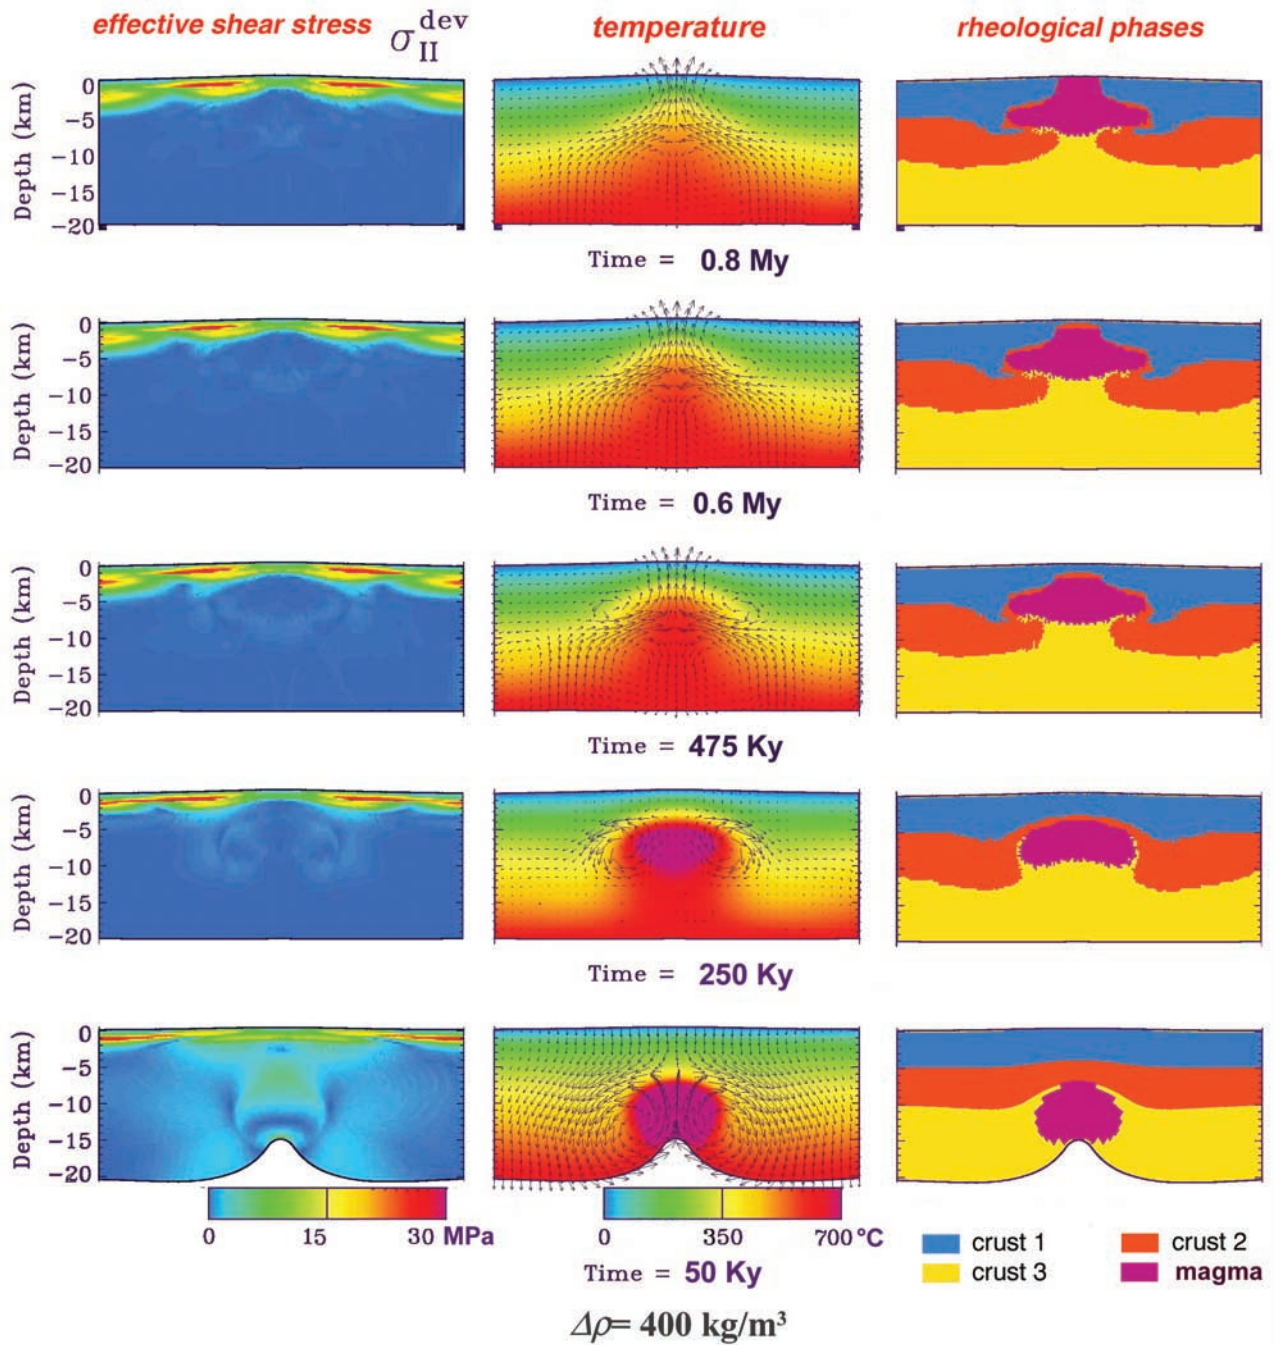 effective shear stress σ_II^dev temperature rheological phases
Depth (km)
0
−5
−10
−15
−20
Time = 0.8 My
Depth (km)
0
−5
−10
−15
−20
Time = 0.6 My
Depth (km)
0
−5
−10
−15
−20
Time = 475 Ky
Depth (km)
0
−5
−10
−15
−20
Time = 250 Ky
Depth (km)
0
−5
−10
−15
−20
0 15 30 MPa
0 350 700 °C
crust 1 crust 2
crust 3 magma
Time = 50 Ky
Δρ= 400 kg/m³